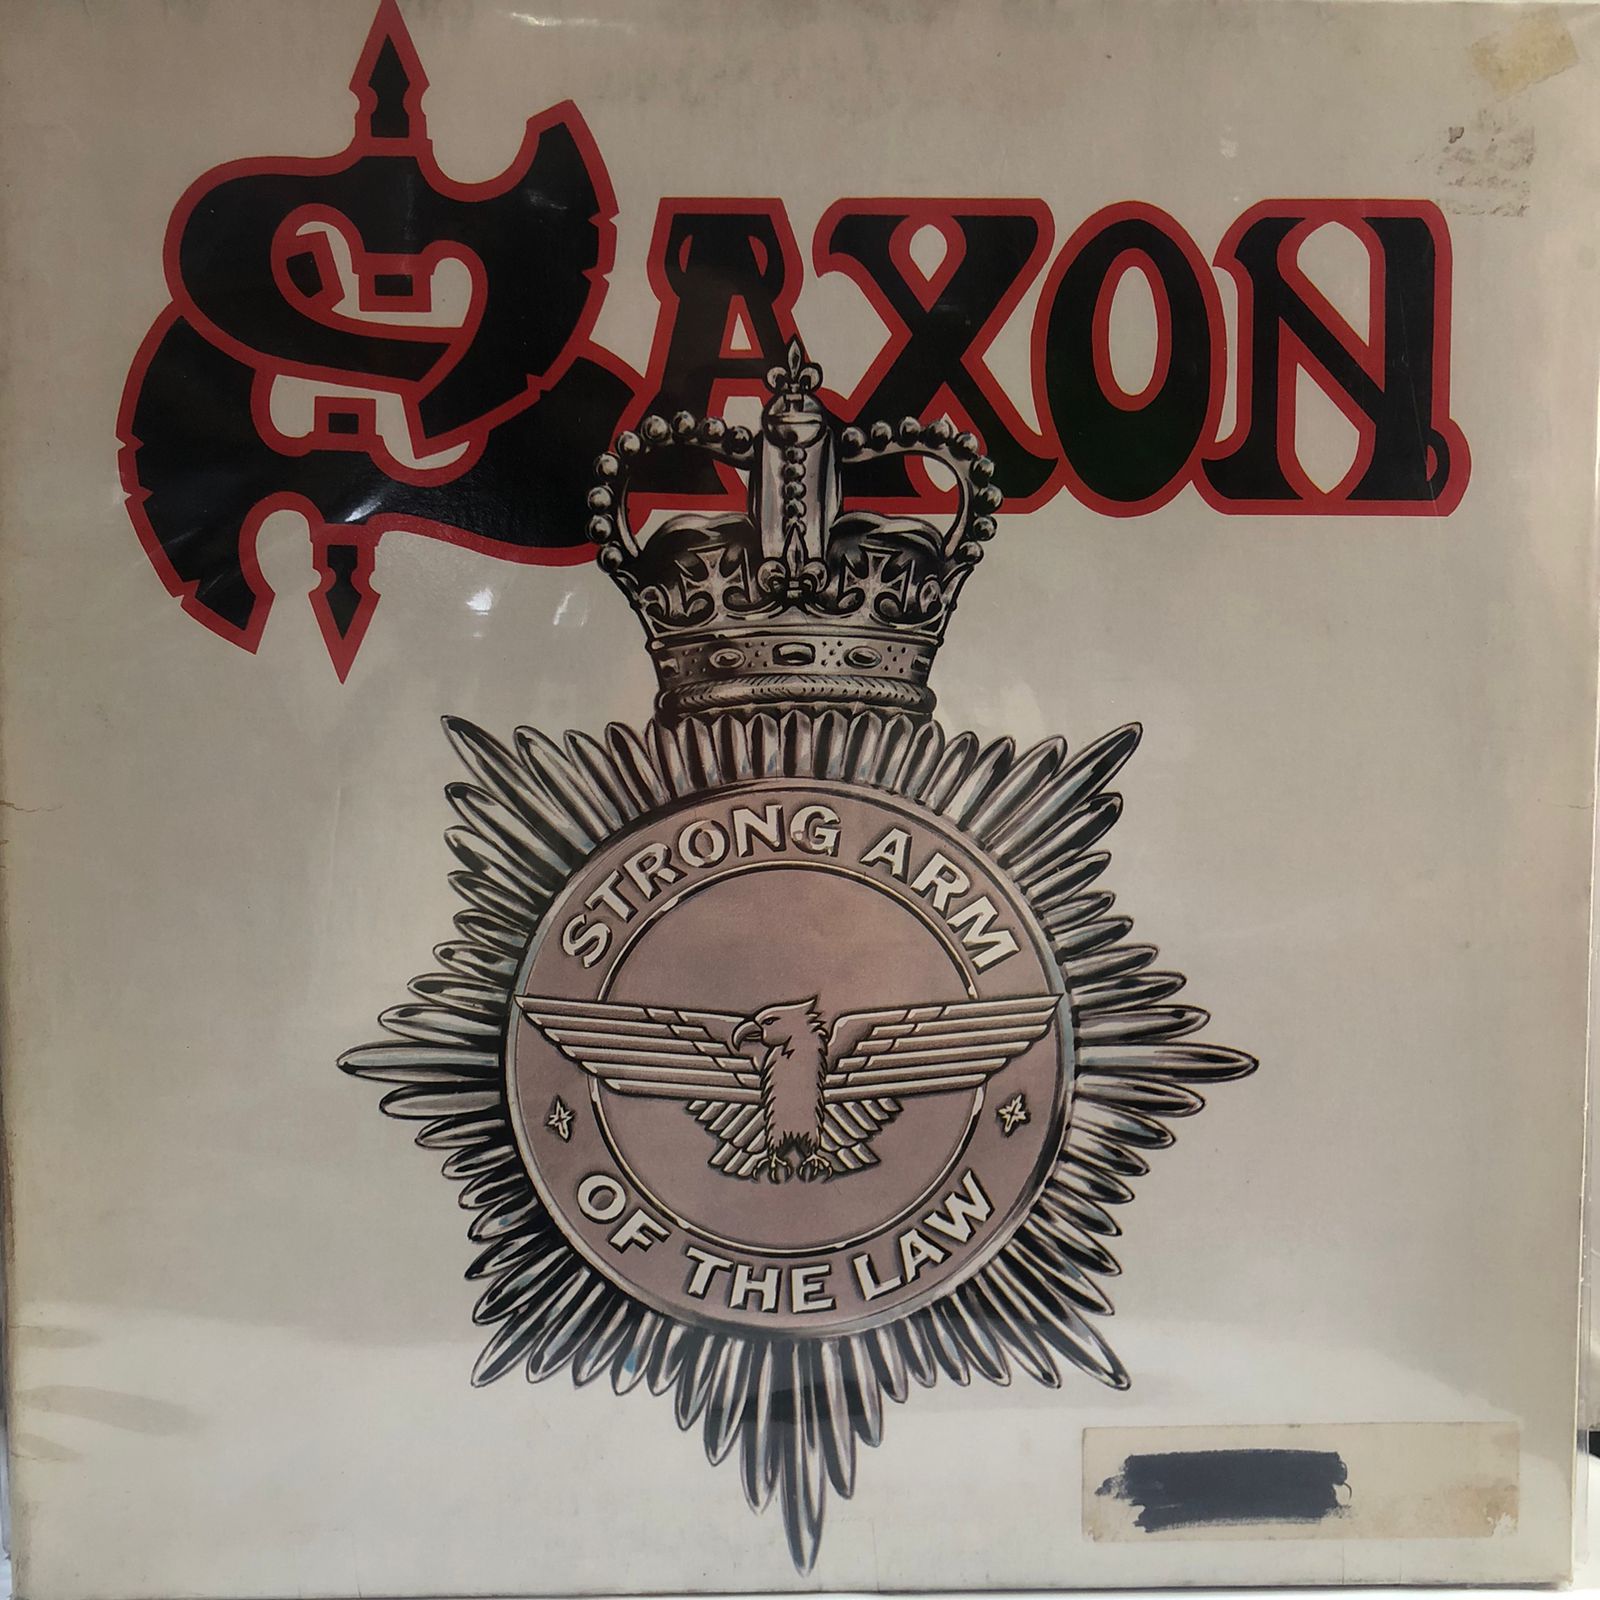 SAXON
STRONG ARM
OF THE LAW